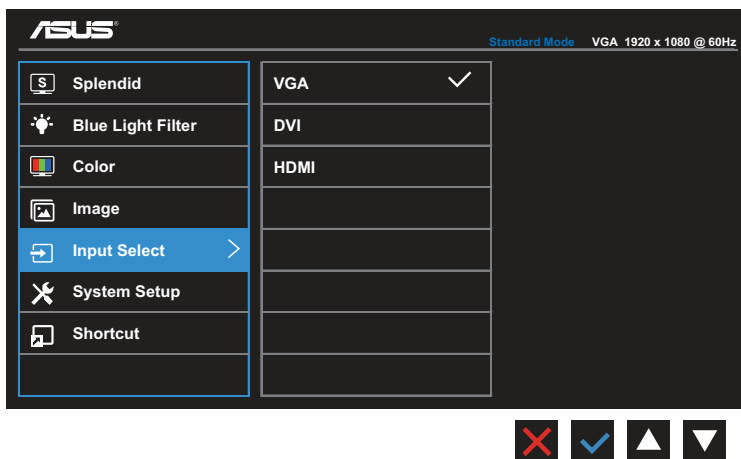 ASUS®
Standard Mode VGA 1920 x 1080 @ 60Hz
S Splendid
Blue Light Filter
Color
Image
Input Select
System Setup
Shortcut
VGA
DVI
HDMI